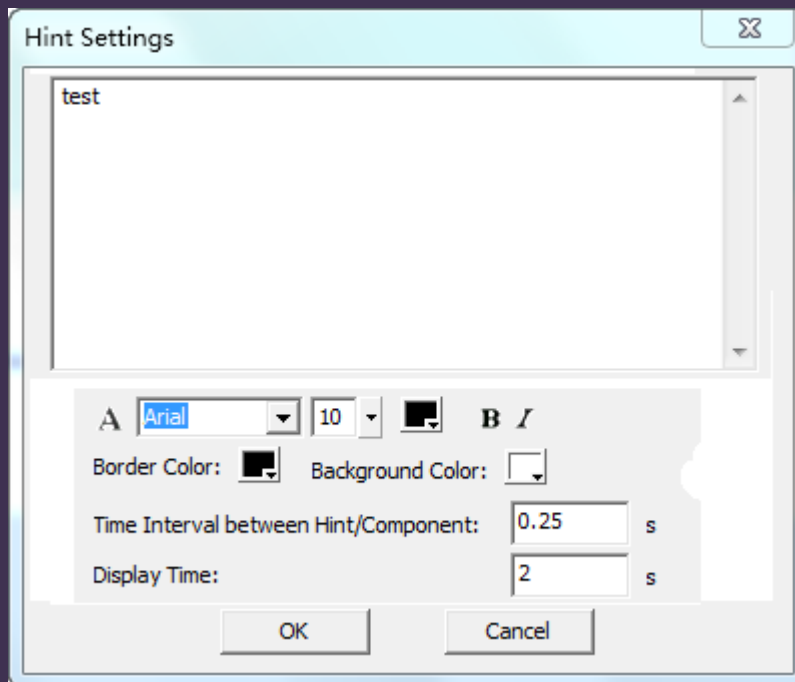 Hint Settings
test
A Arial 10 B I
Border Color: Background Color:
Time Interval between Hint/Component: 0.25 s
Display Time: 2 s
OK Cancel